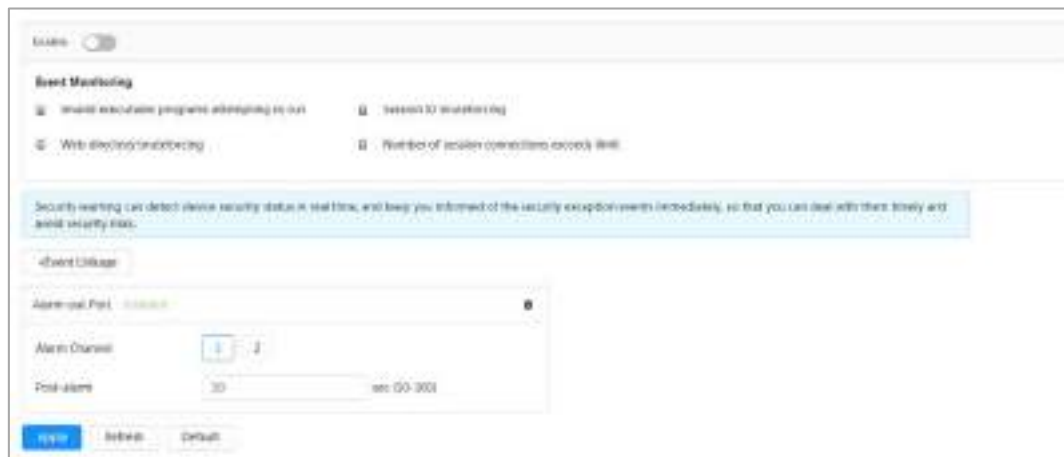 Enable
Event Monitoring
Invalid executable programs attempting to run
Session ID bruteforcing
Web directory bruteforcing
Number of session connections exceeds limit
Security warning can detect device security status in real time, and keep you informed of the security exception events immediately, so that you can deal with them timely and
avoid security risks.
+Event Linkage
Alarm-out Port
Alarm Channel
1
2
Post-alarm
sec (10-300)
Apply
Refresh
Default